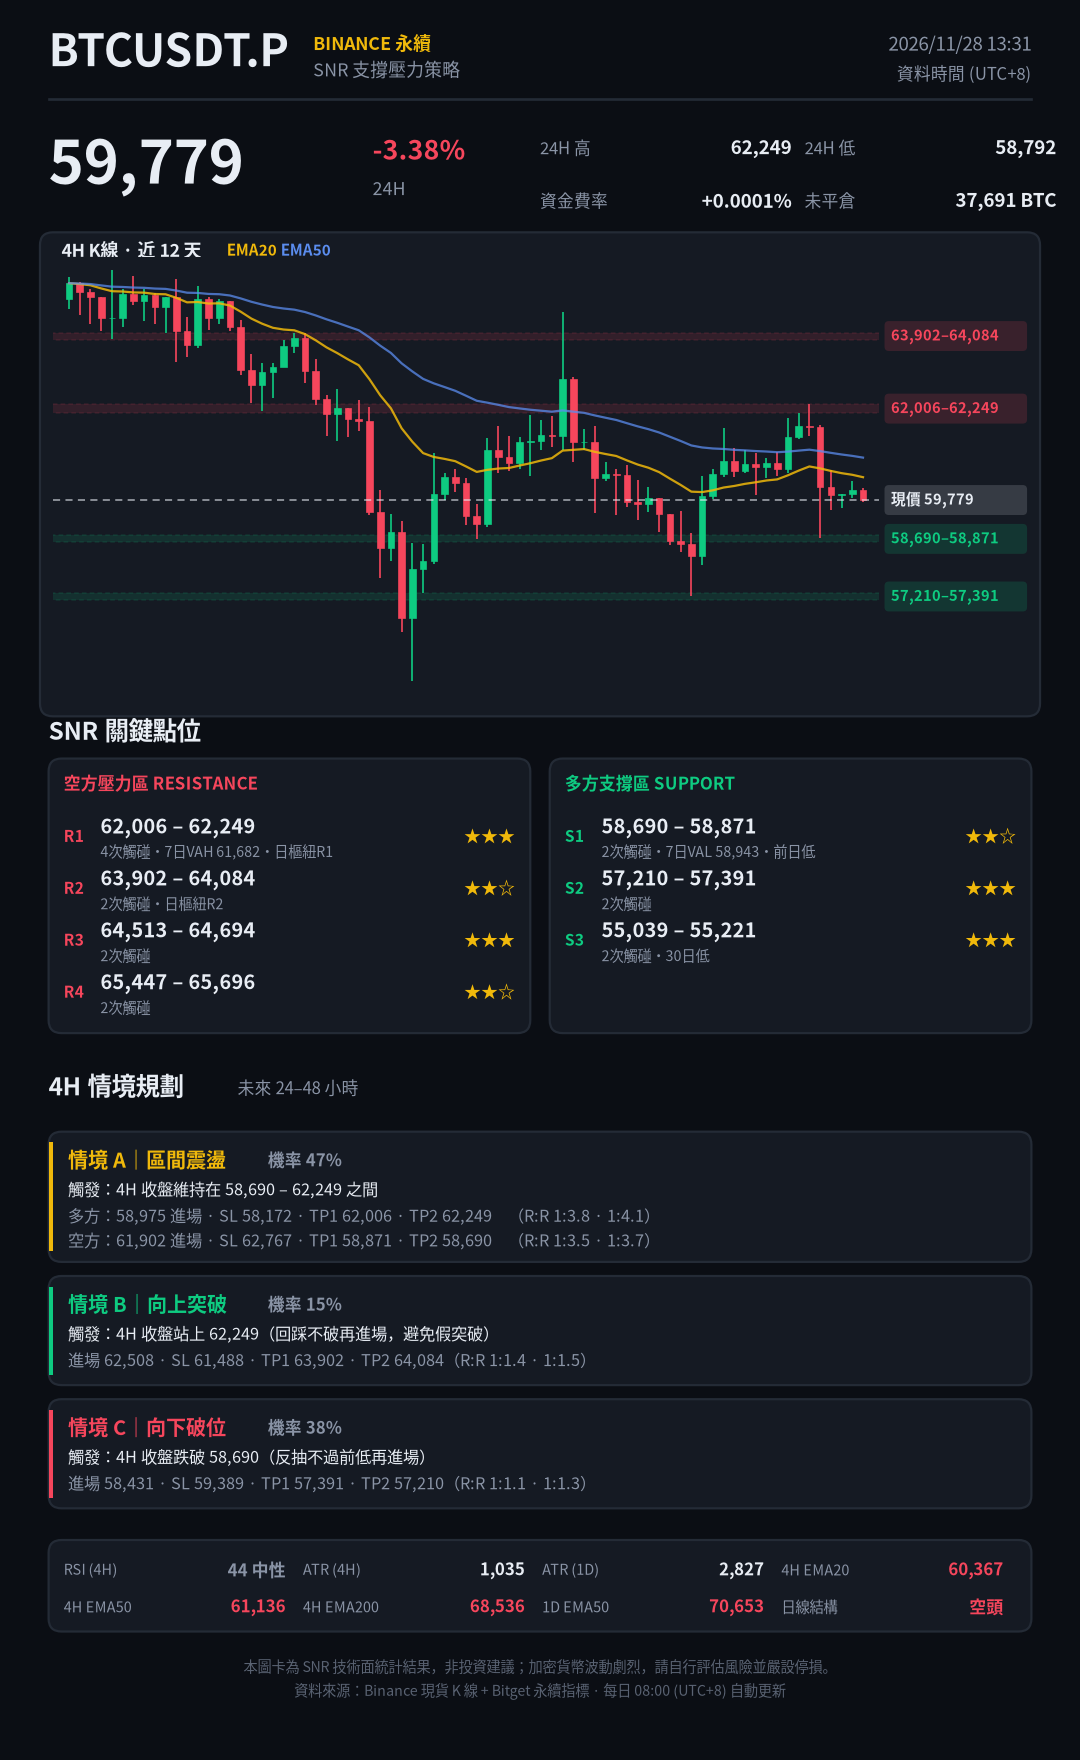 BTCUSDT.P
BINANCE 永續
SNR 支撐壓力策略
2026/11/28 13:31
資料時間 (UTC+8)
59,779
-3.38%
24H
24H 高 62,249 24H 低 58,792
資金費率 +0.0001% 未平倉 37,691 BTC
4H K線 · 近 12 天 EMA20 EMA50
63,902–64,084
62,006–62,249
現價 59,779
58,690–58,871
57,210–57,391
SNR 關鍵點位
空方壓力區 RESISTANCE
R1 62,006 – 62,249 ★★★
4次觸碰・7日VAH 61,682・日樞紐R1
R2 63,902 – 64,084 ★★☆
2次觸碰・日樞紐R2
R3 64,513 – 64,694 ★★★
2次觸碰
R4 65,447 – 65,696 ★★☆
2次觸碰
多方支撐區 SUPPORT
S1 58,690 – 58,871 ★★☆
2次觸碰・7日VAL 58,943・前日低
S2 57,210 – 57,391 ★★★
2次觸碰
S3 55,039 – 55,221 ★★★
2次觸碰・30日低
4H 情境規劃 未來 24–48 小時
情境 A｜區間震盪 機率 47%
觸發：4H 收盤維持在 58,690 – 62,249 之間
多方：58,975 進場 · SL 58,172 · TP1 62,006 · TP2 62,249 （R:R 1:3.8 · 1:4.1）
空方：61,902 進場 · SL 62,767 · TP1 58,871 · TP2 58,690 （R:R 1:3.5 · 1:3.7）
情境 B｜向上突破 機率 15%
觸發：4H 收盤站上 62,249（回踩不破再進場，避免假突破）
進場 62,508 · SL 61,488 · TP1 63,902 · TP2 64,084（R:R 1:1.4 · 1:1.5）
情境 C｜向下破位 機率 38%
觸發：4H 收盤跌破 58,690（反抽不過前低再進場）
進場 58,431 · SL 59,389 · TP1 57,391 · TP2 57,210（R:R 1:1.1 · 1:1.3）
RSI (4H) 44 中性 ATR (4H) 1,035 ATR (1D) 2,827 4H EMA20 60,367
4H EMA50 61,136 4H EMA200 68,536 1D EMA50 70,653 日線結構 空頭
本圖卡為 SNR 技術面統計結果，非投資建議；加密貨幣波動劇烈，請自行評估風險並嚴設停損。
資料來源：Binance 現貨 K 線 + Bitget 永續指標 · 每日 08:00 (UTC+8) 自動更新